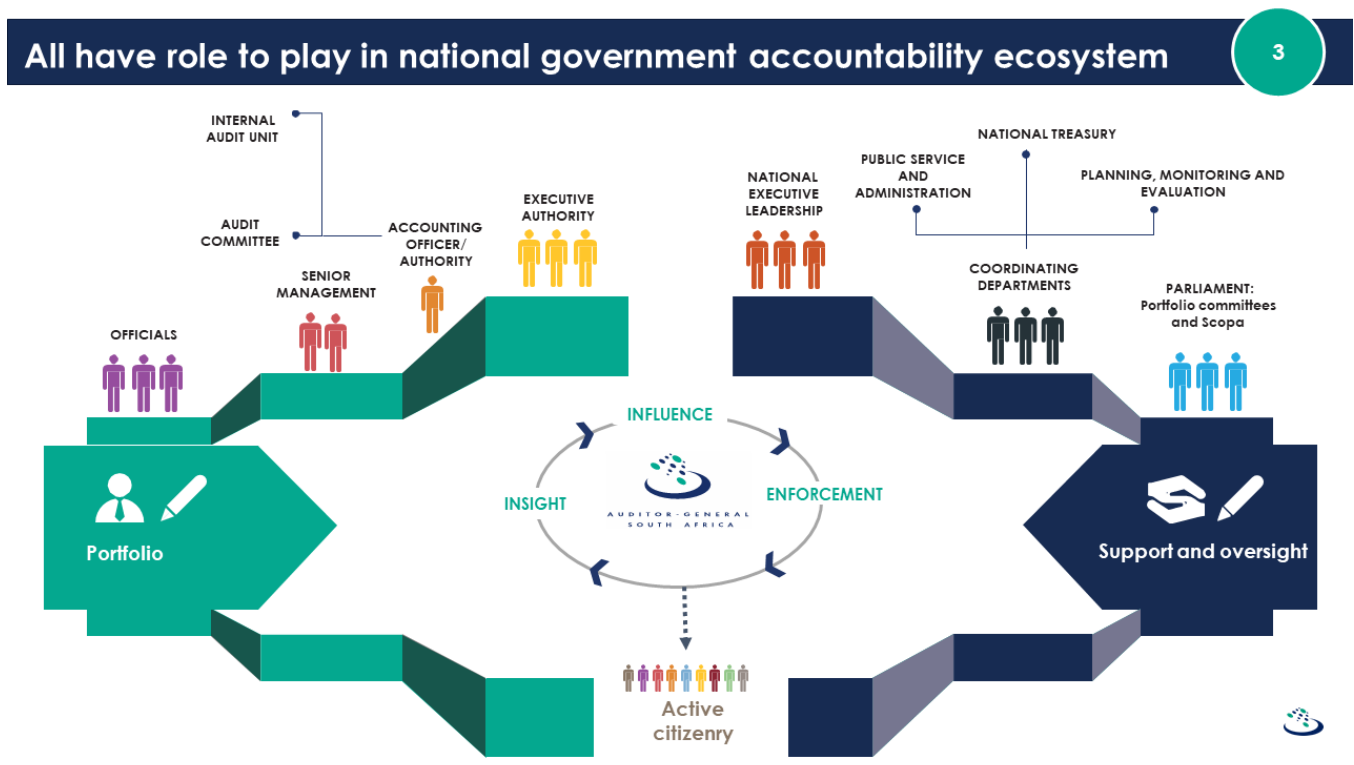 All have role to play in national government accountability ecosystem
3
INTERNAL
AUDIT UNIT
AUDIT
COMMITTEE
ACCOUNTING
OFFICER/
AUTHORITY
EXECUTIVE
AUTHORITY
SENIOR
MANAGEMENT
OFFICIALS
NATIONAL
EXECUTIVE
LEADERSHIP
PUBLIC SERVICE
AND
ADMINISTRATION
NATIONAL TREASURY
PLANNING, MONITORING AND
EVALUATION
COORDINATING
DEPARTMENTS
PARLIAMENT:
Portfolio committees
and Scopa
INFLUENCE
INSIGHT
ENFORCEMENT
AUDITOR-GENERAL
SOUTH AFRICA
Portfolio
Support and oversight
Active
citizenry